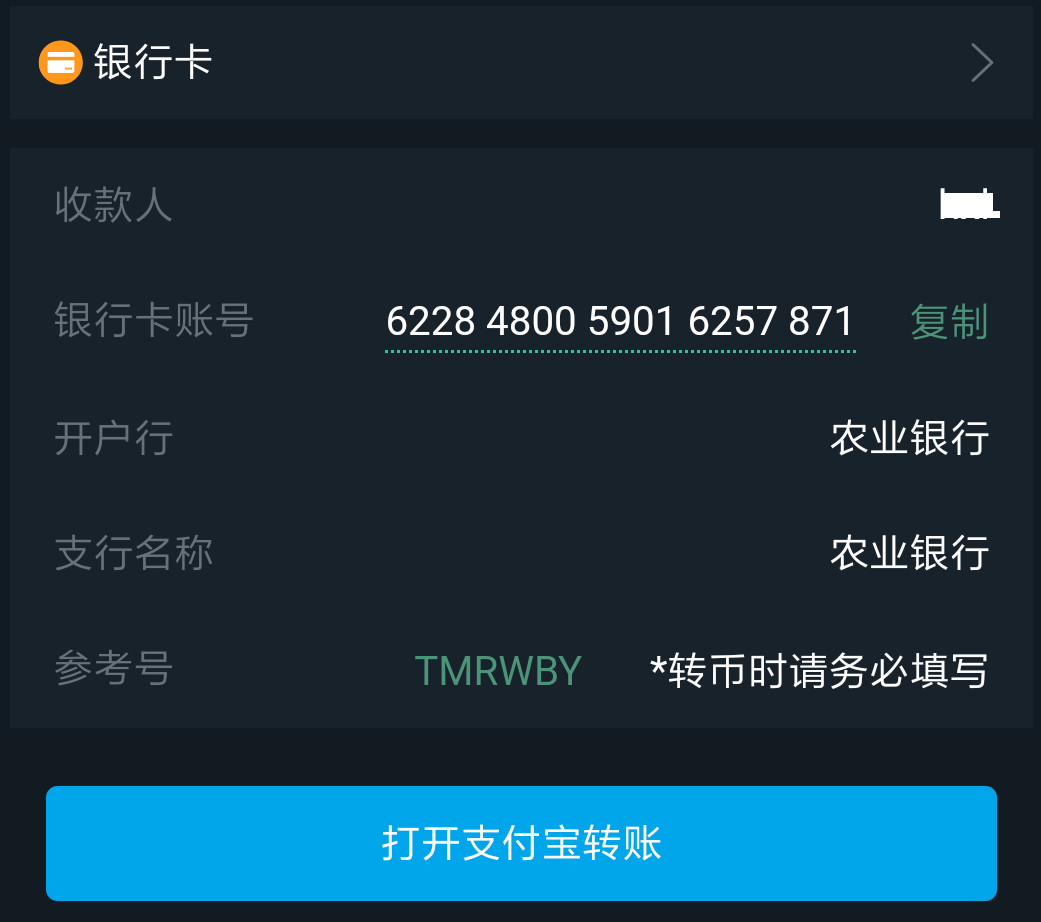 银行卡
收款人
银行卡账号 6228 4800 5901 6257 871 复制
开户行 农业银行
支行名称 农业银行
参考号 TMRWBY *转币时请务必填写
打开支付宝转账